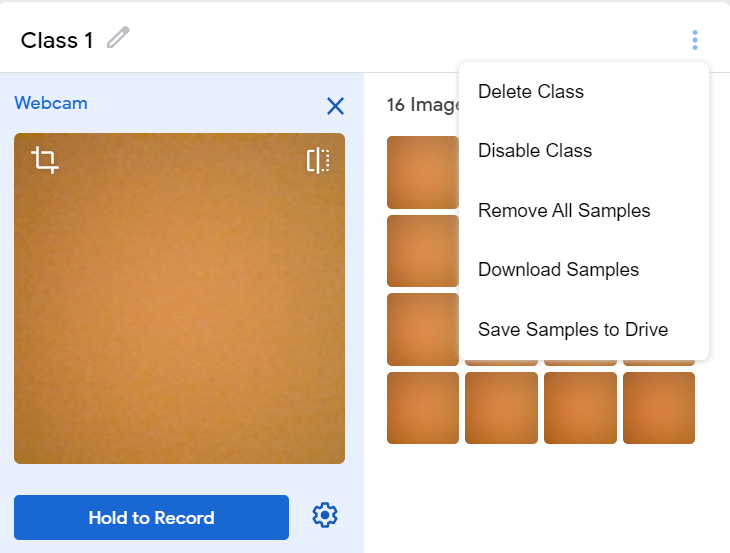 Class 1
Webcam
16
Delete Class
Disable Class
Remove All Samples
Download Samples
Save Samples to Drive
Hold to Record